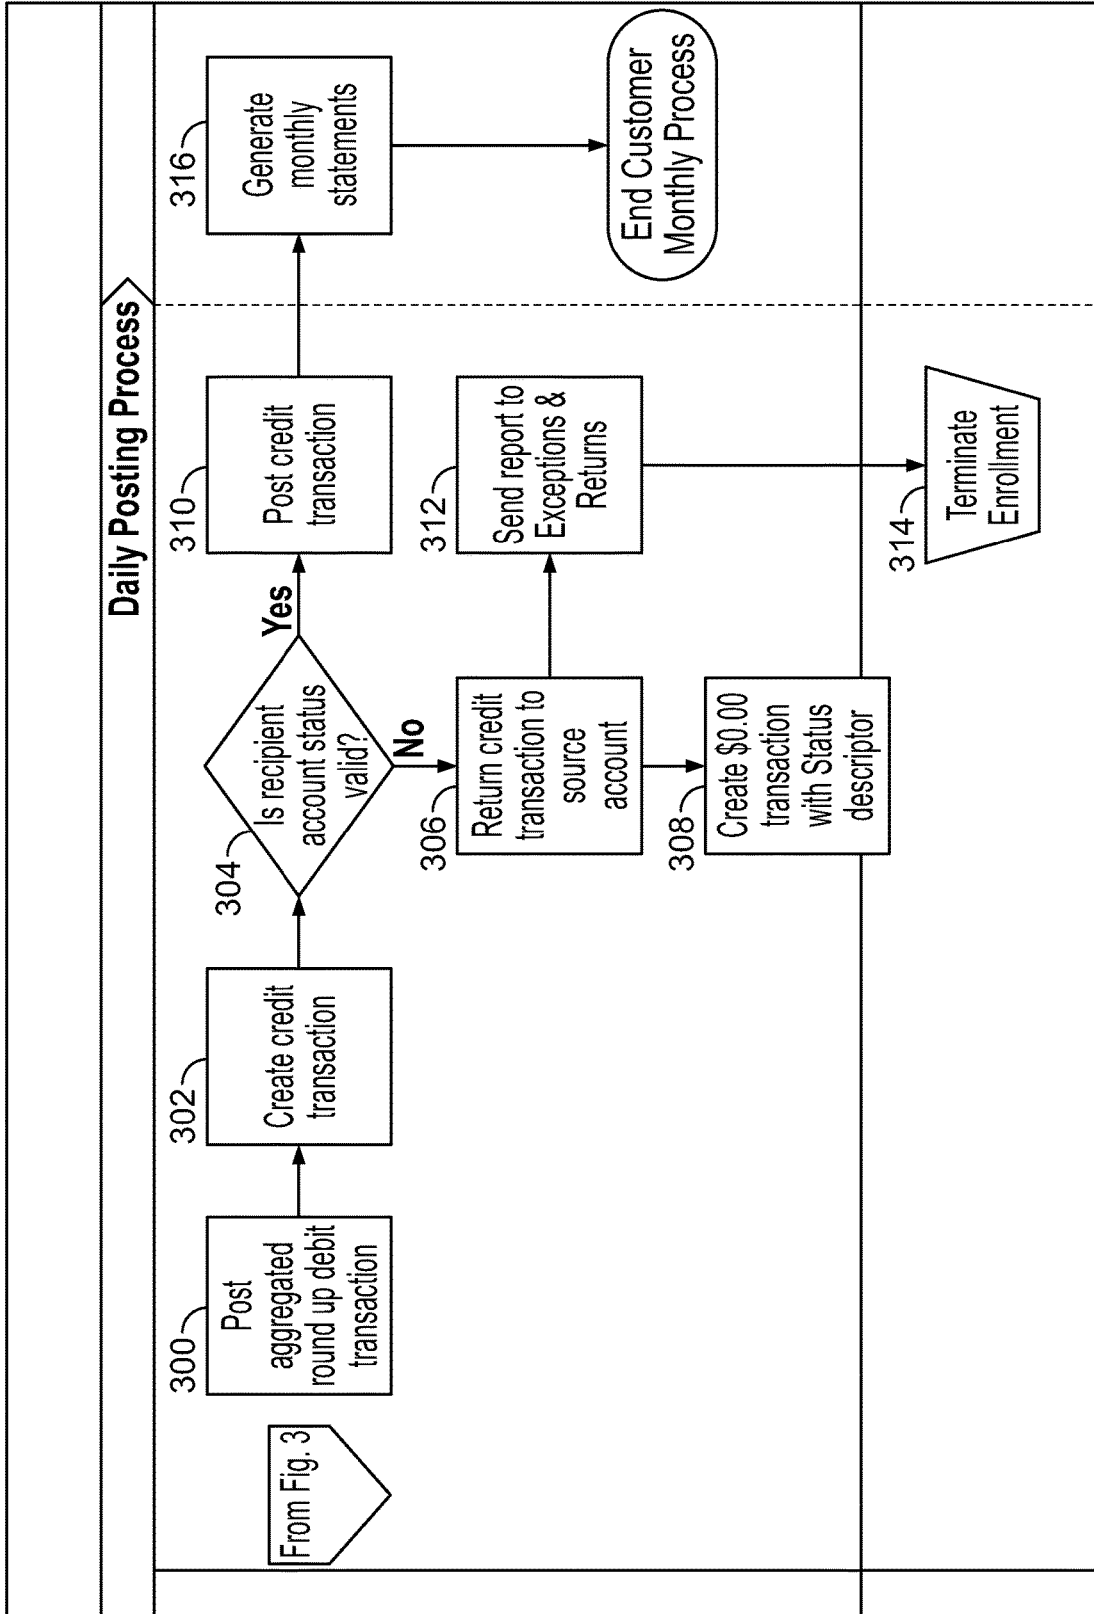 Daily Posting Process
From Fig. 3
300
Post
aggregated
round up debit
transaction
302
Create credit
transaction
304
Is recipient
account status
valid?
Yes
No
310
Post credit
transaction
316
Generate
monthly
statements
End Customer
Monthly Process
306
Return credit
transaction to
source
account
312
Send report to
Exceptions &
Returns
308
Create $0.00
transaction
with Status
descriptor
314
Terminate
Enrollment